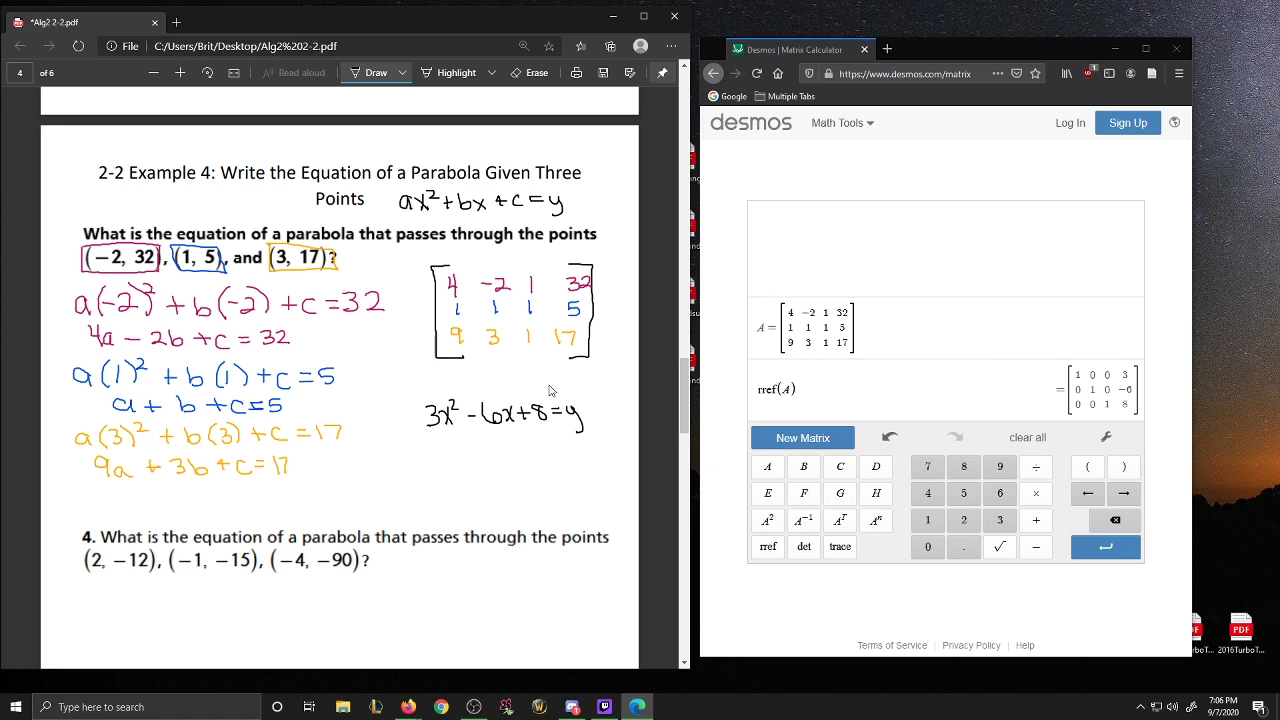 *Alg2 2-2.pdf
File C:/Users/Brit/Desktop/Alg2%202-2.pdf
4 of 6 Read aloud Draw Highlight Erase
2-2 Example 4: Write the Equation of a Parabola Given Three
Points ax² + bx + c = y
What is the equation of a parabola that passes through the points
(−2, 32), (1, 5), and (3, 17)?
a(-2)² + b(-2) + c = 32
4a - 2b + c = 32
a(1)² + b(1) + c = 5
a + b + c = 5
a(3)² + b(3) + c = 17
9a + 3b + c = 17
4 -2 1 32
1 1 1 5
9 3 1 17
3x² - 6x + 8 = y
4. What is the equation of a parabola that passes through the points
(2, −12), (−1, −15), (−4, −90)?
Desmos | Matrix Calculator
https://www.desmos.com/matrix
1
Google Multiple Tabs
desmos Math Tools Log In Sign Up
A =
4 −2 1 32
1 1 1 5
9 3 1 17
rref(A)
=
1 0 0 3
0 1 0 −6
0 0 1 8
New Matrix clear all
A B C D 7 8 9 ÷ ( )
E F G H 4 5 6 × ← →
A² A⁻¹ Aᵀ Aⁿ 1 2 3 +
rref det trace 0 . √ −
Terms of Service | Privacy Policy | Help
PDF
2016TurboT...
Type here to search
7:06 PM
9/7/2020